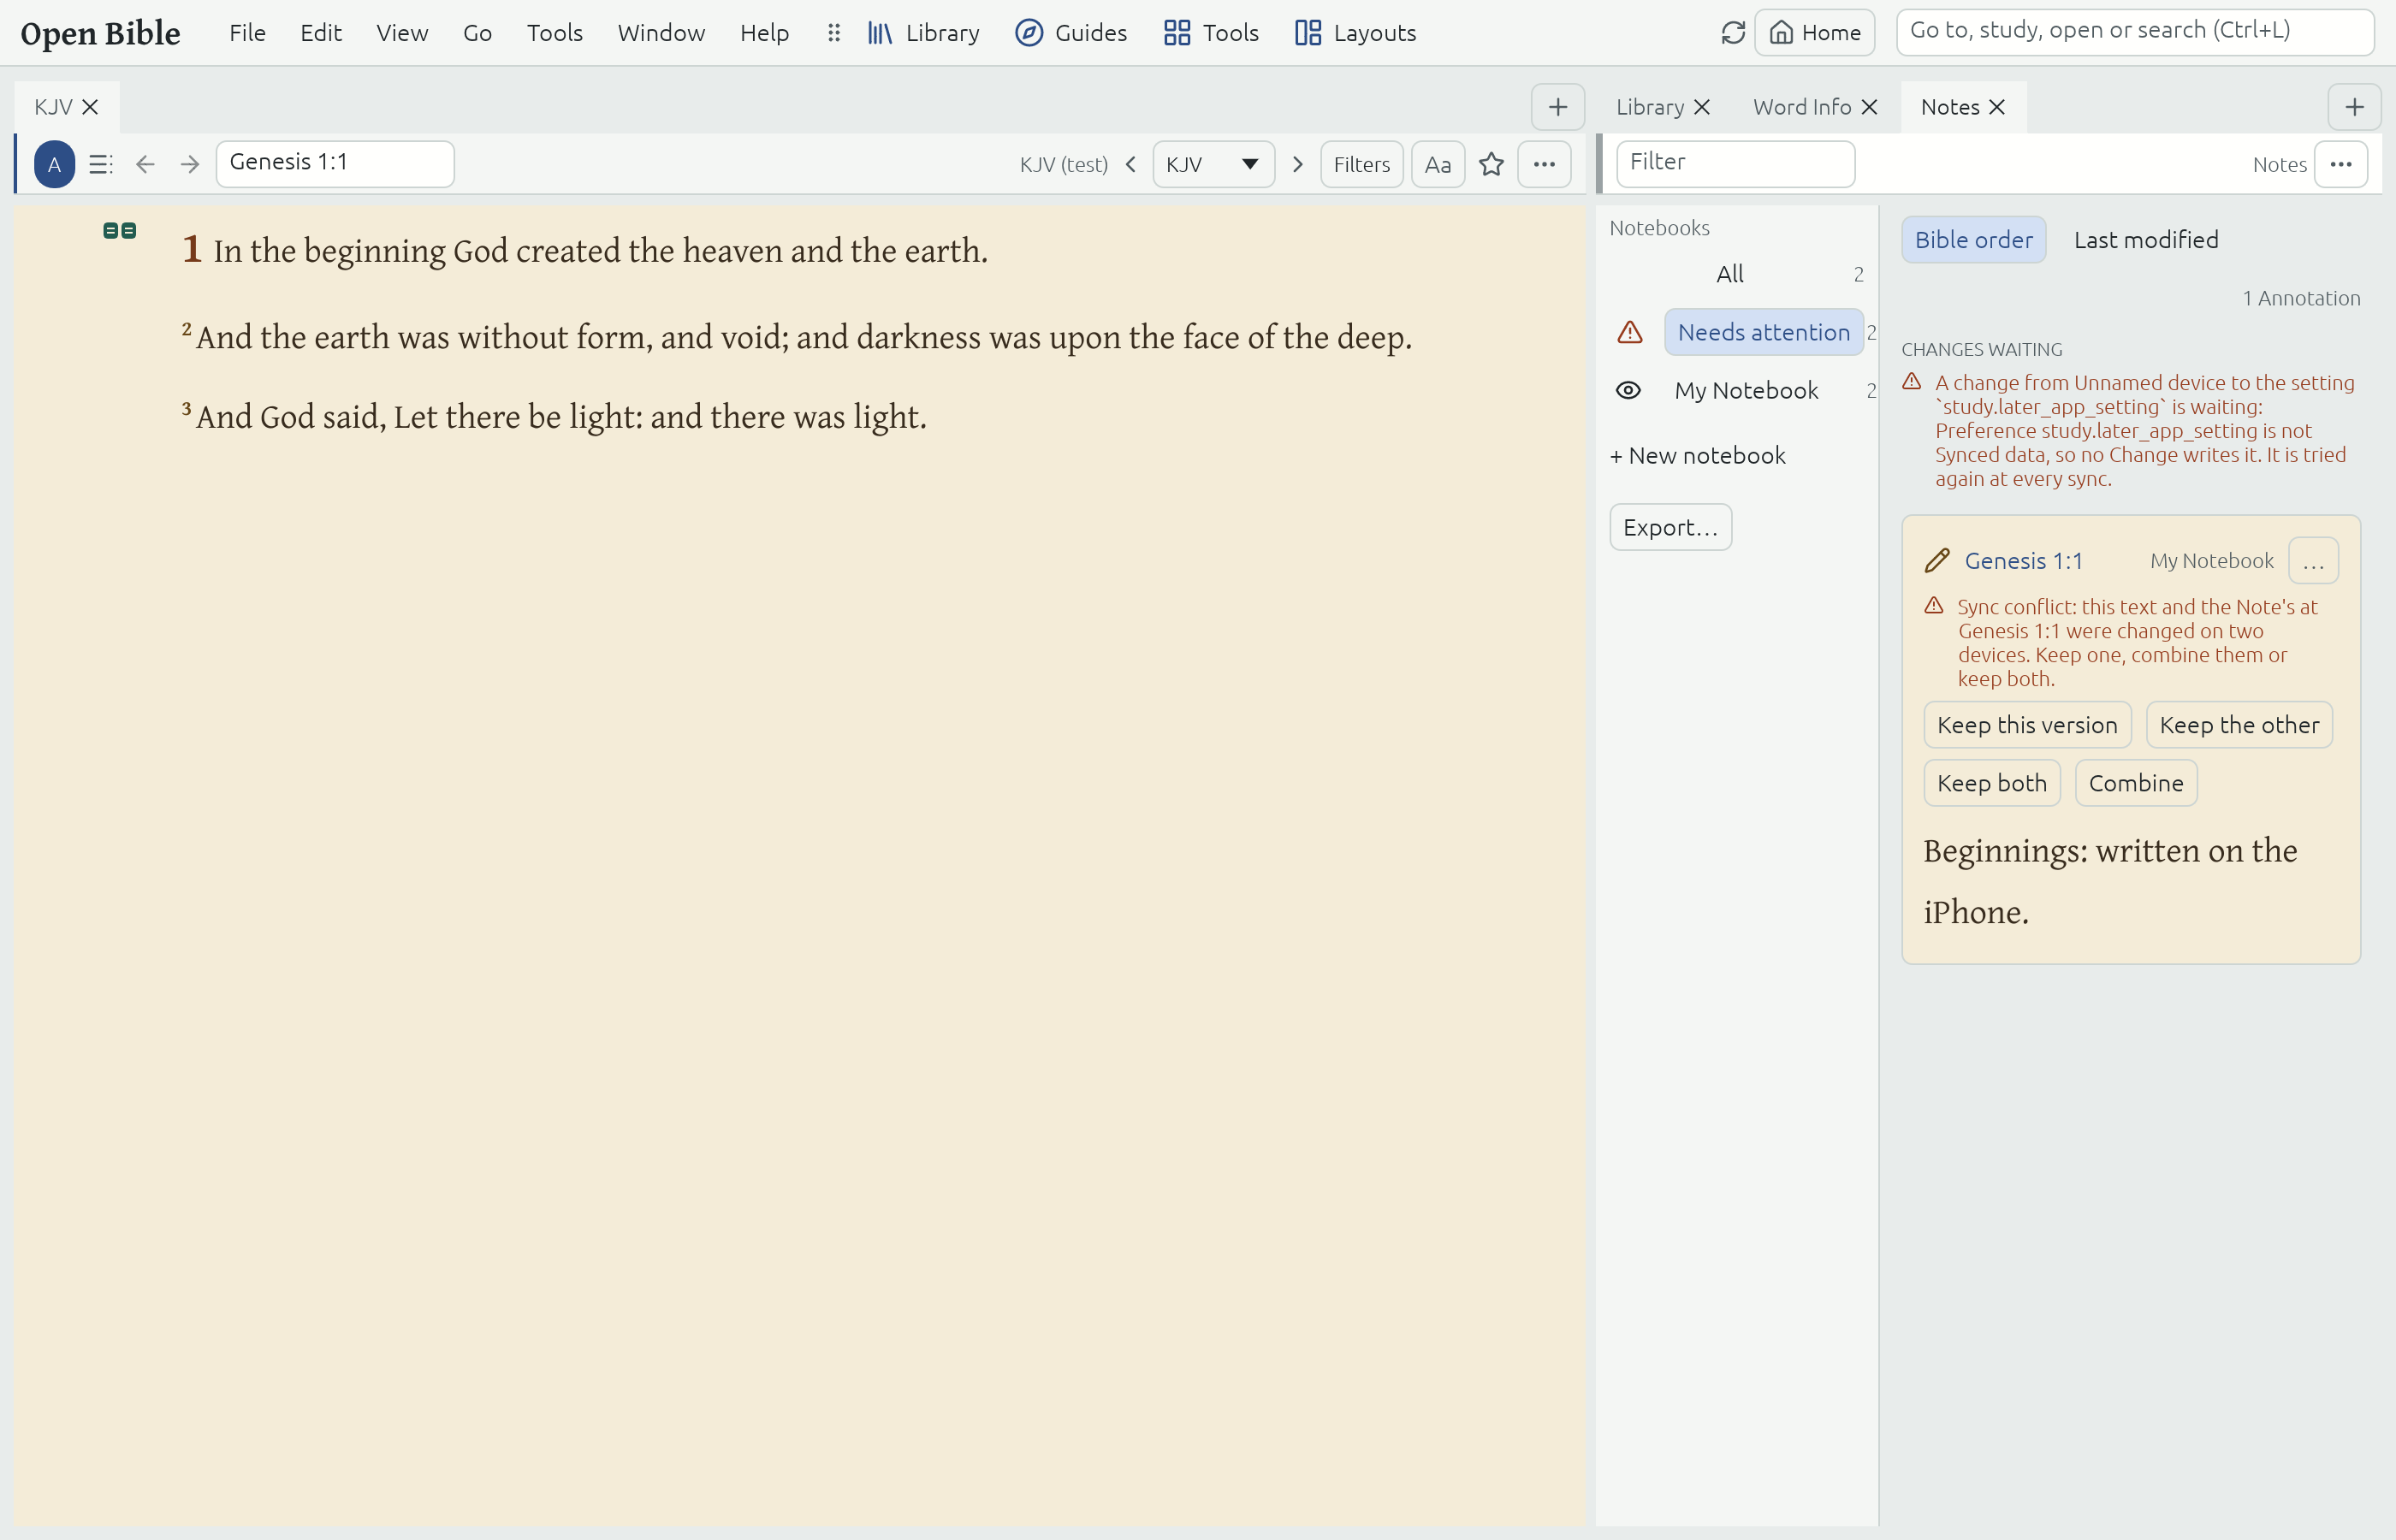 Open Bible File Edit View Go Tools Window Help Library Guides Tools Layouts Home Go to, study, open or search (Ctrl+L)
KJV
A Genesis 1:1 KJV (test) KJV Filters Aa
1 In the beginning God created the heaven and the earth.
2 And the earth was without form, and void; and darkness was upon the face of the deep.
3 And God said, Let there be light: and there was light.
Library Word Info Notes
Filter Notes
Notebooks
All 2
Needs attention 2
My Notebook 2
+ New notebook
Export...
Bible order Last modified
1 Annotation
CHANGES WAITING
A change from Unnamed device to the setting
`study.later_app_setting` is waiting:
Preference study.later_app_setting is not
Synced data, so no Change writes it. It is tried
again at every sync.
Genesis 1:1 My Notebook ...
Sync conflict: this text and the Note's at
Genesis 1:1 were changed on two
devices. Keep one, combine them or
keep both.
Keep this version Keep the other
Keep both Combine
Beginnings: written on the
iPhone.